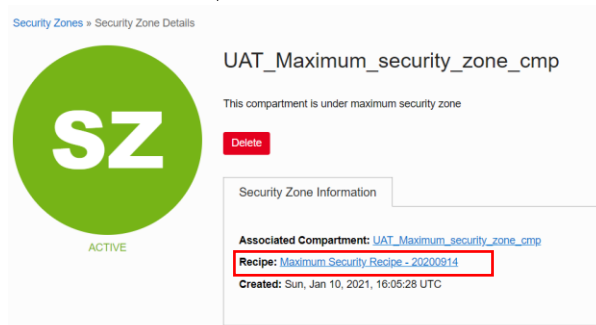 Security Zones » Security Zone Details
UAT_Maximum_security_zone_cmp
This compartment is under maximum security zone
Delete
SZ
ACTIVE
Security Zone Information
Associated Compartment: UAT_Maximum_security_zone_cmp
Recipe: Maximum Security Recipe - 20200914
Created: Sun, Jan 10, 2021, 16:05:28 UTC